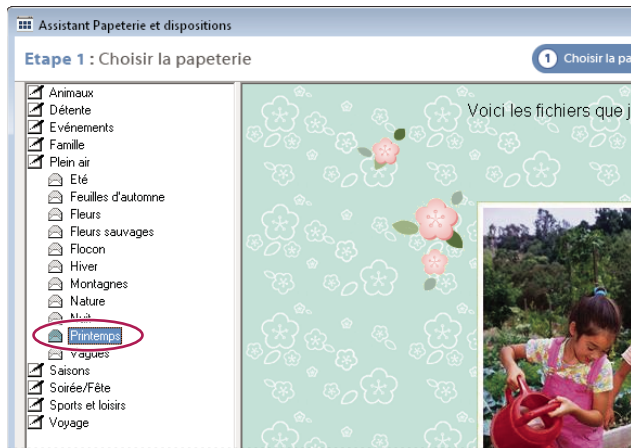 Assistant Papeterie et dispositions
Etape 1 : Choisir la papeterie
1 Choisir la pa
Animaux
Détente
Evénements
Famille
Plein air
Eté
Feuilles d'automne
Fleurs
Fleurs sauvages
Flocon
Hiver
Montagnes
Nature
Nuit
Printemps
Vagues
Saisons
Soirée/Fête
Sports et loisirs
Voyage
Voici les fichiers que j